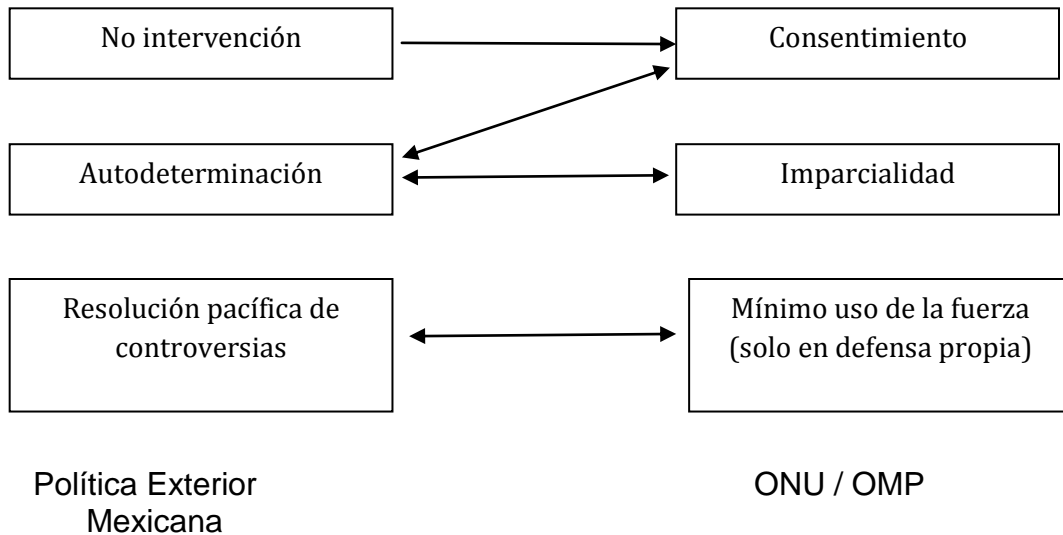 No intervención
Consentimiento
Autodeterminación
Imparcialidad
Resolución pacífica de
controversias
Mínimo uso de la fuerza
(solo en defensa propia)
Política Exterior
Mexicana
ONU / OMP